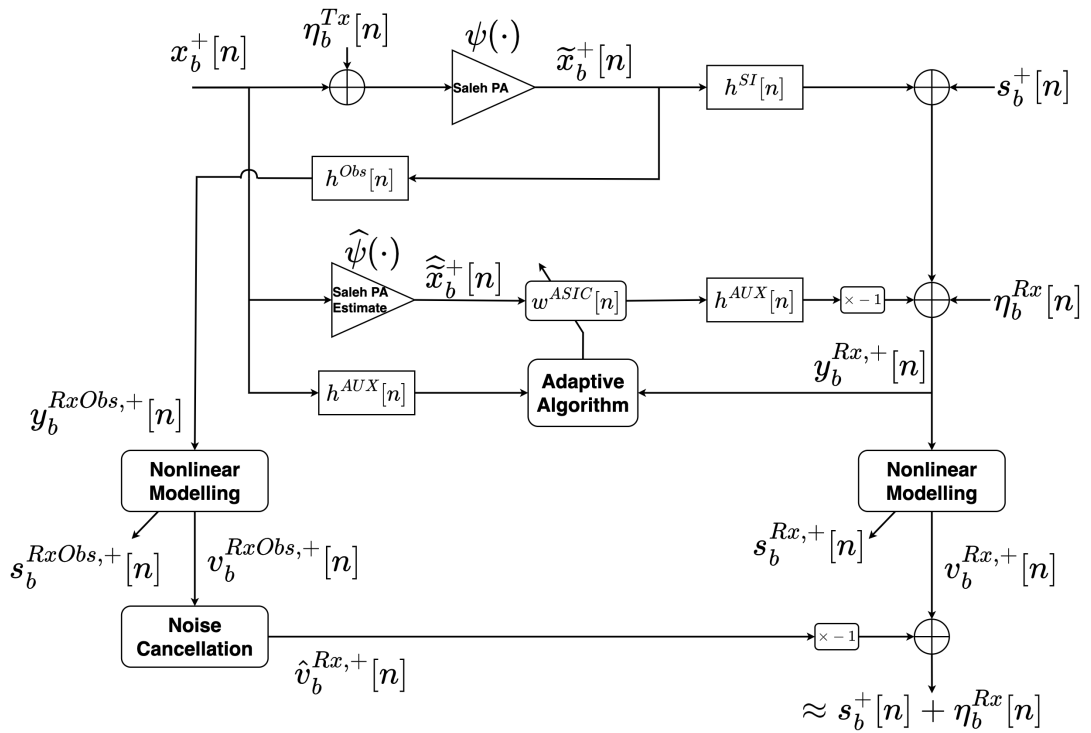 η_b^{Tx}[n]
ψ(·)
x_b^+[n]
x̃_b^+[n]
Saleh PA
h^{SI}[n]
s_b^+[n]
h^{Obs}[n]
ψ̂(·)
x̃̂_b^+[n]
Saleh PA
Estimate
w^{ASIC}[n]
h^{AUX}[n]
× − 1
η_b^{Rx}[n]
y_b^{Rx,+}[n]
h^{AUX}[n]
Adaptive
Algorithm
y_b^{RxObs,+}[n]
Nonlinear
Modelling
Nonlinear
Modelling
s_b^{RxObs,+}[n]
v_b^{RxObs,+}[n]
s_b^{Rx,+}[n]
v_b^{Rx,+}[n]
Noise
Cancellation
× − 1
v̂_b^{Rx,+}[n]
≈ s_b^+[n] + η_b^{Rx}[n]